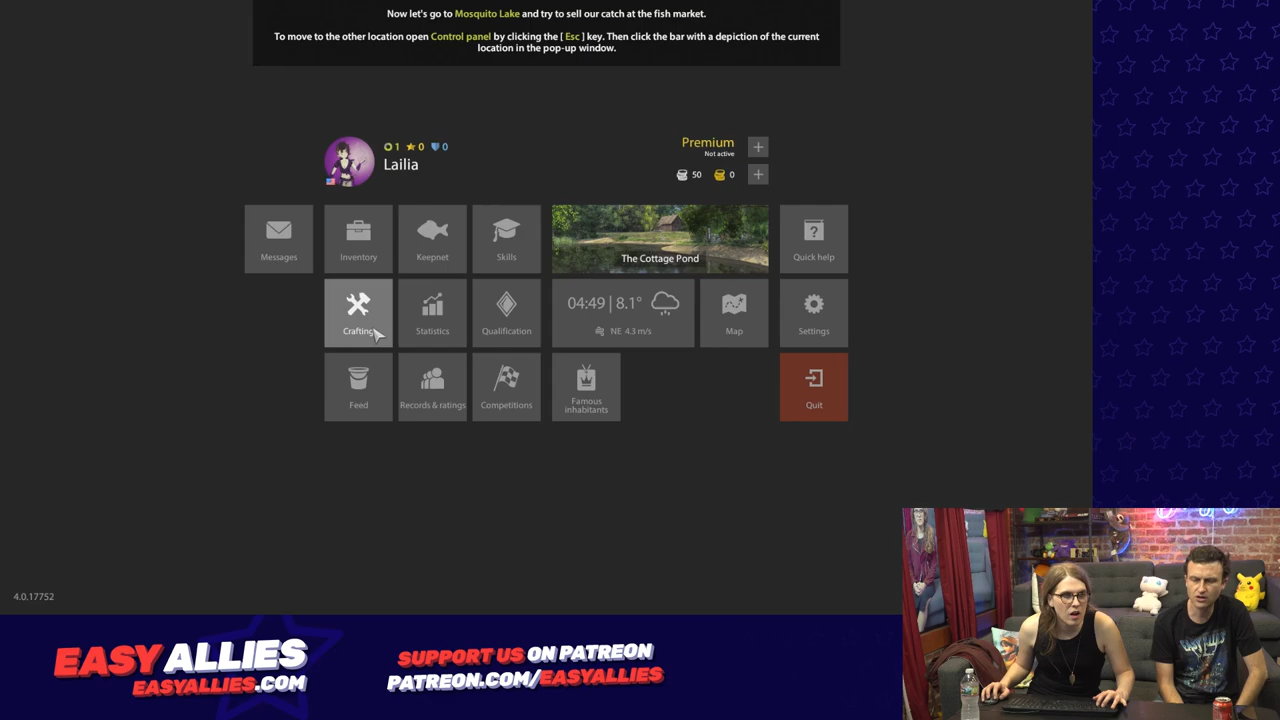 Now let's go to Mosquito Lake and try to sell our catch at the fish market.
To move to the other location open Control panel by clicking the [ Esc ] key. Then click the bar with a depiction of the current
location in the pop-up window.
1 0 0
Lailia
Premium
Not active
50 0
Messages
Inventory
Keepnet
Skills
The Cottage Pond
Quick help
Crafting
Statistics
Qualification
04:49 | 8.1°
NE 4.3 m/s
Map
Settings
Feed
Records & ratings
Competitions
Famous
inhabitants
Quit
4.0.17752
EASY ALLIES
EASYALLIES.COM
SUPPORT US ON PATREON
PATREON.COM/EASYALLIES